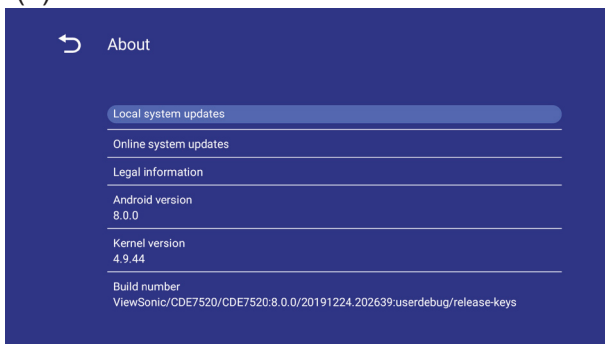 About
Local system updates
Online system updates
Legal information
Android version
8.0.0
Kernel version
4.9.44
Build number
ViewSonic/CDE7520/CDE7520:8.0.0/20191224.202639:userdebug/release-keys